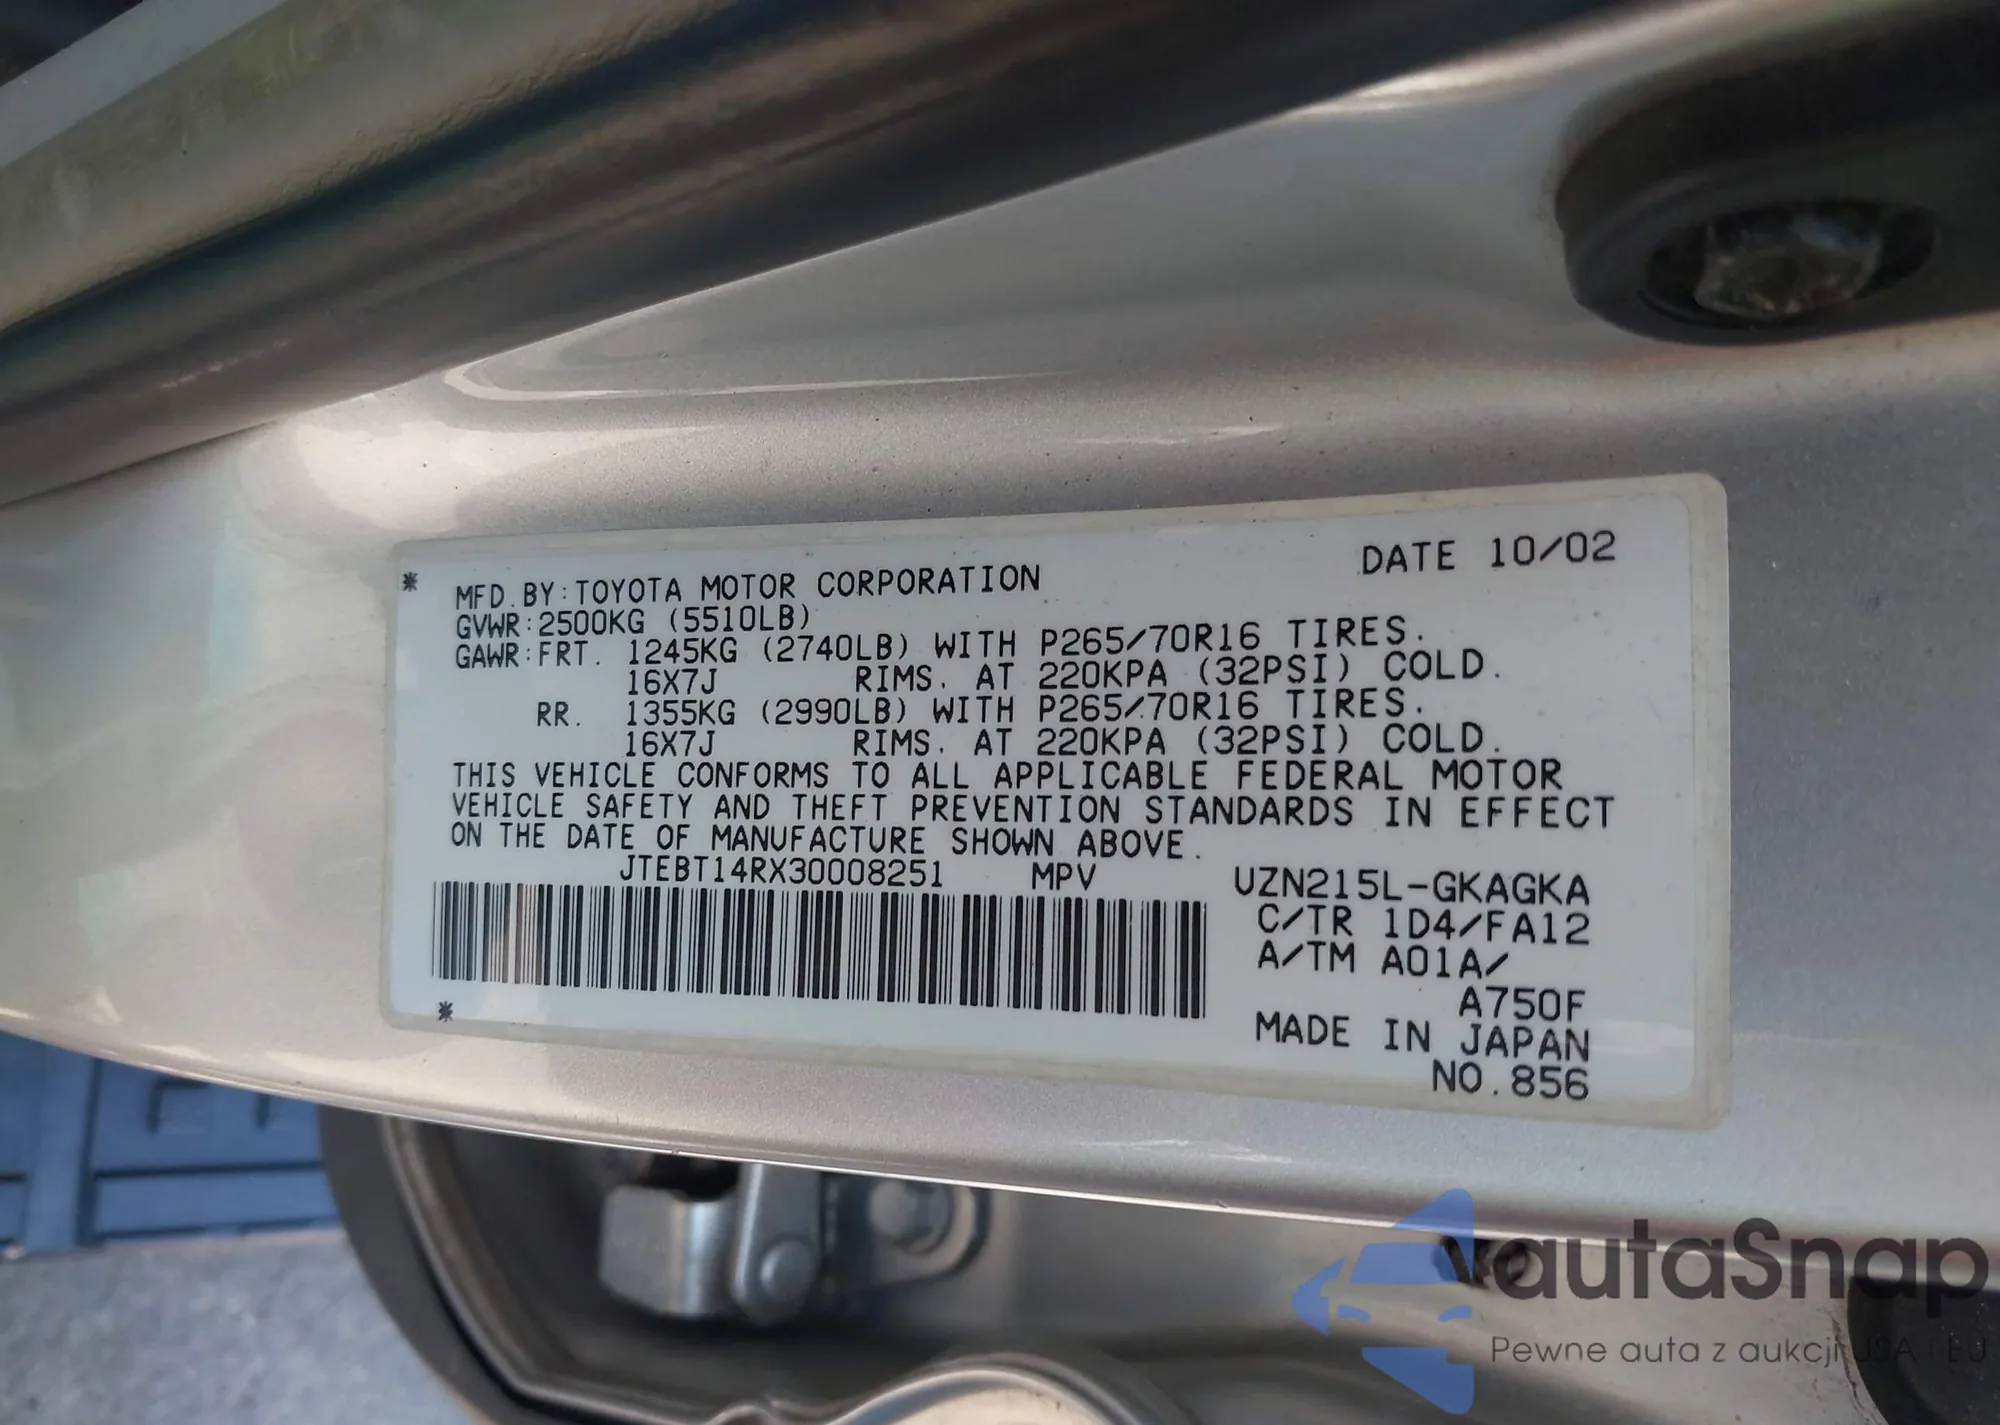 * MFD.BY:TOYOTA MOTOR CORPORATION DATE 10/02
GVWR:2500KG (5510LB)
GAWR:FRT. 1245KG (2740LB) WITH P265/70R16 TIRES.
16X7J RIMS. AT 220KPA (32PSI) COLD.
RR. 1355KG (2990LB) WITH P265/70R16 TIRES.
16X7J RIMS. AT 220KPA (32PSI) COLD.
THIS VEHICLE CONFORMS TO ALL APPLICABLE FEDERAL MOTOR
VEHICLE SAFETY AND THEFT PREVENTION STANDARDS IN EFFECT
ON THE DATE OF MANUFACTURE SHOWN ABOVE.
JTEBT14RX30008251 MPV UZN215L-GKAGKA
C/TR 1D4/FA12
A/TM A01A/
A750F
* MADE IN JAPAN
NO.856
autaSnap
Pewne auta z aukcji USA i EU